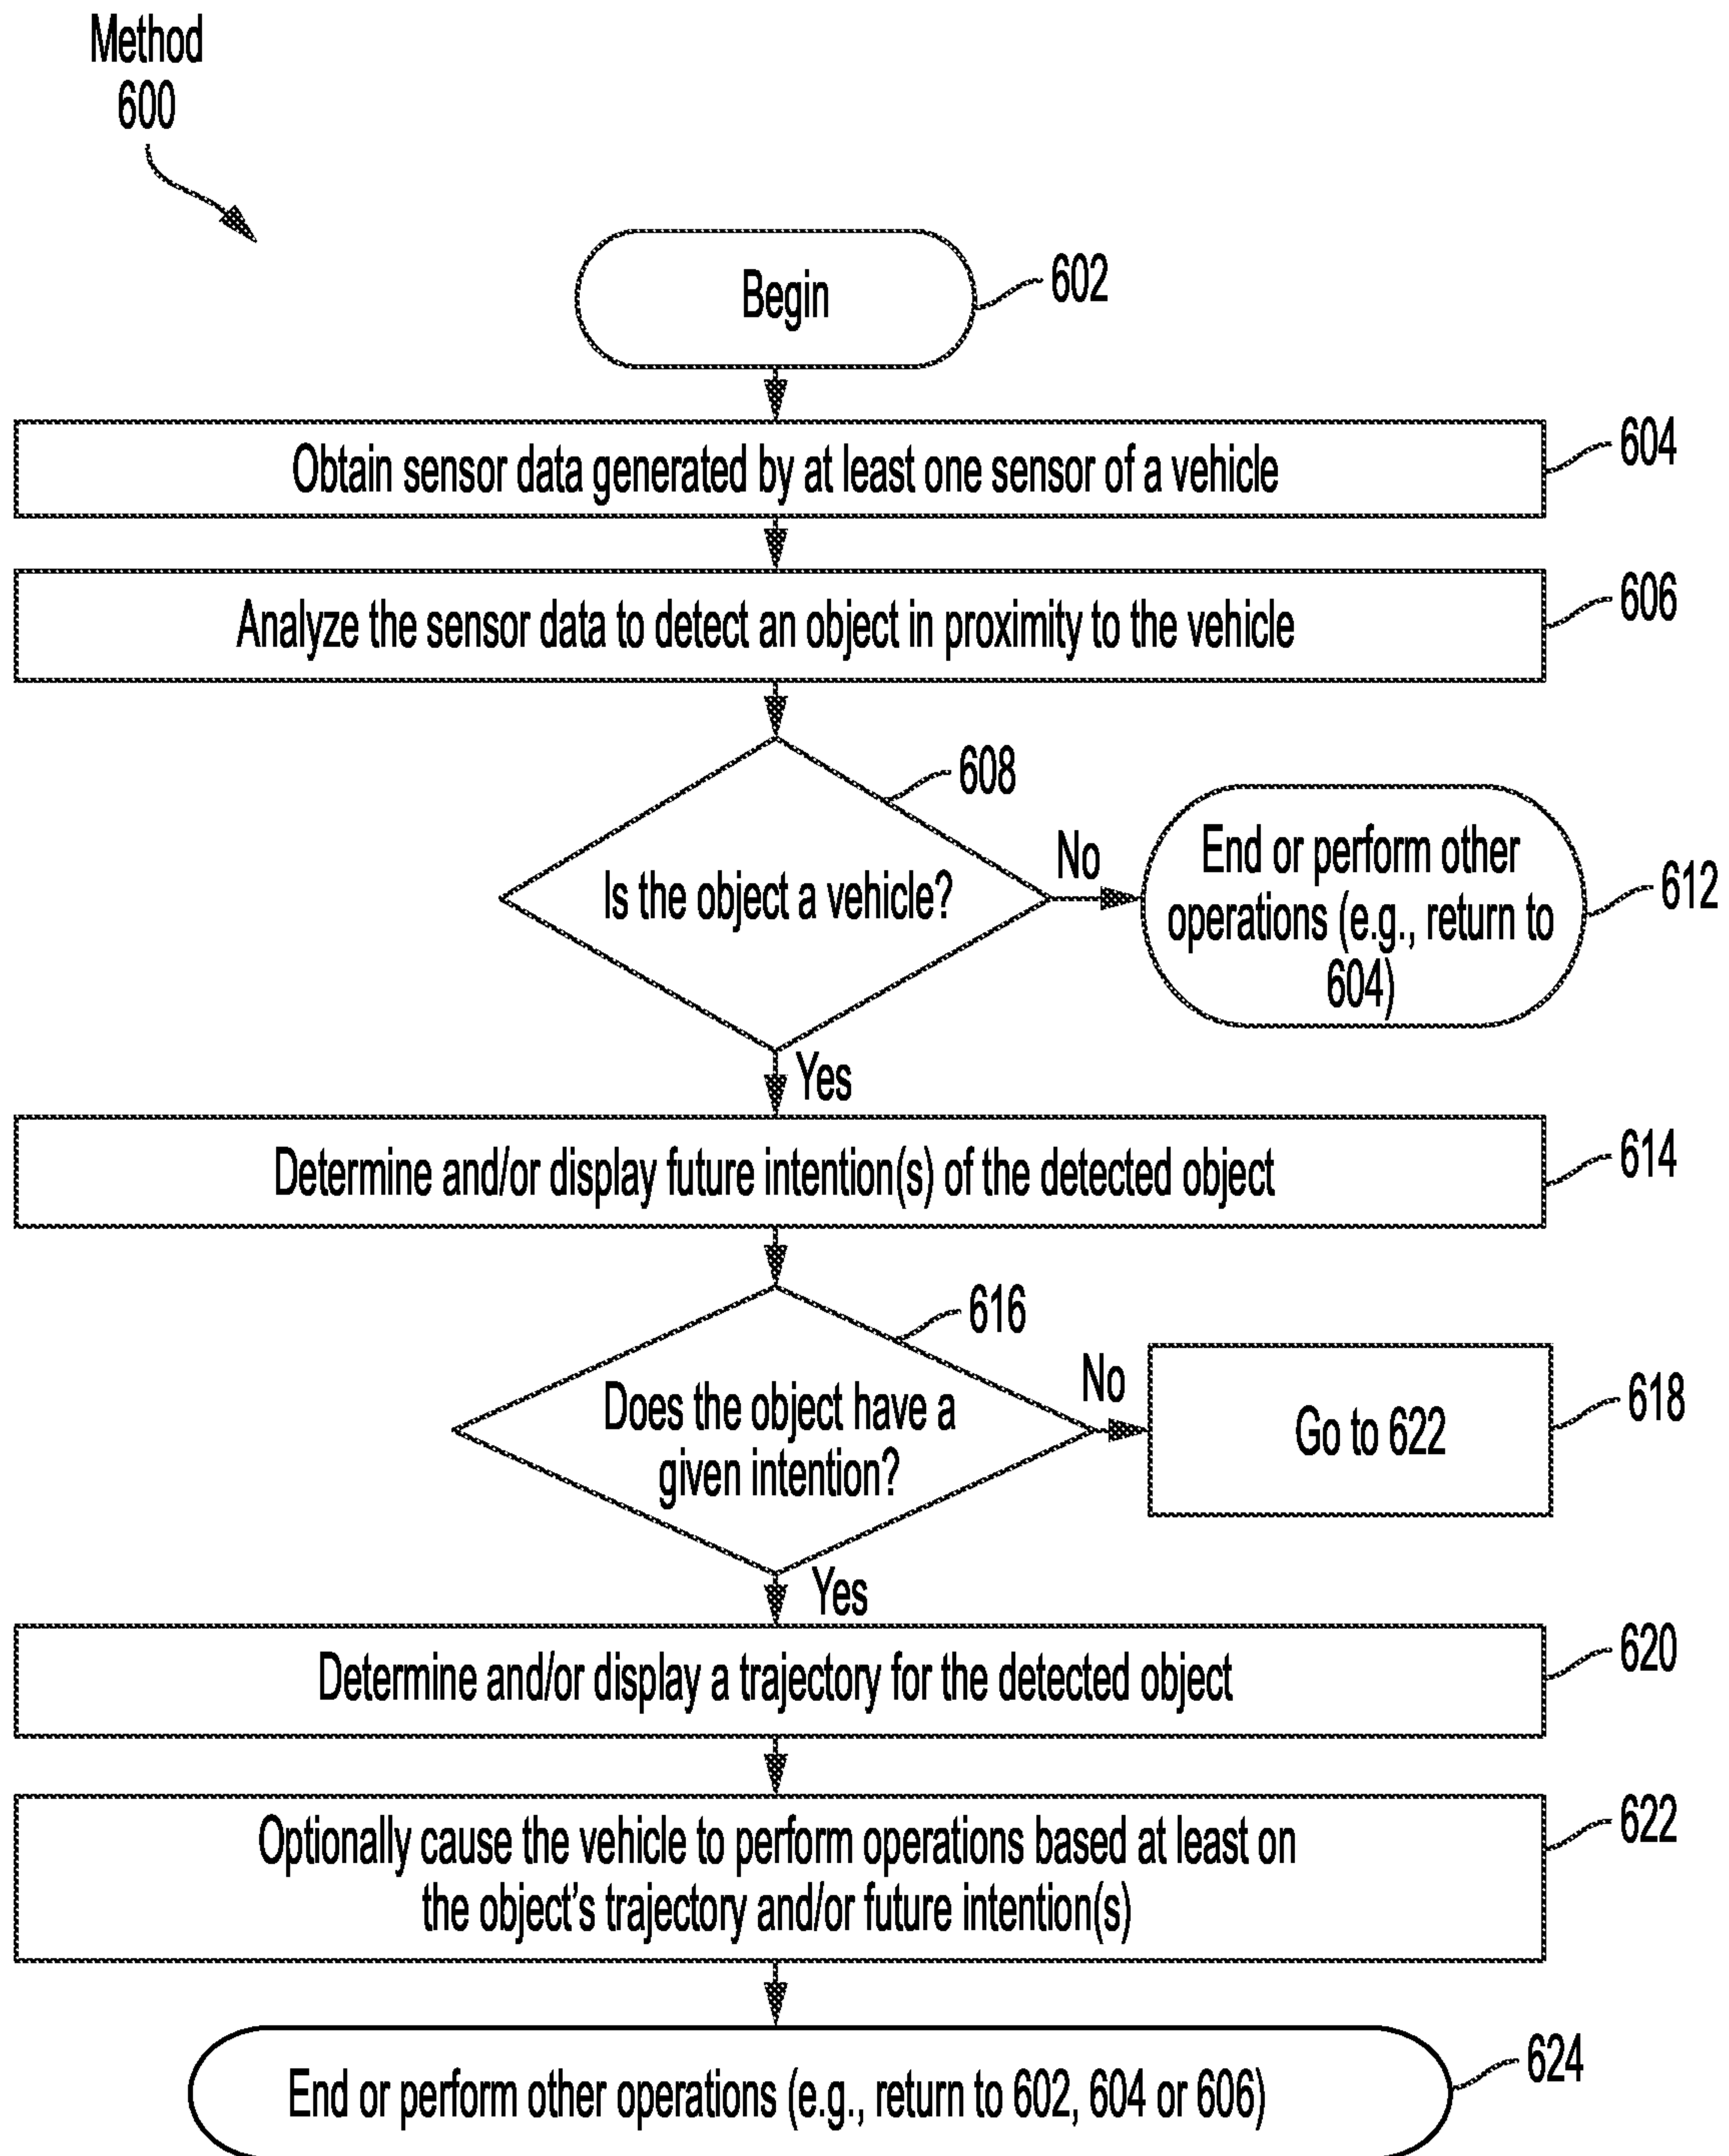 Method
600
Begin
602
Obtain sensor data generated by at least one sensor of a vehicle
604
Analyze the sensor data to detect an object in proximity to the vehicle
606
608
Is the object a vehicle?
No
End or perform other
operations (e.g., return to
604)
612
Yes
Determine and/or display future intention(s) of the detected object
614
616
Does the object have a
given intention?
No
Go to 622
618
Yes
Determine and/or display a trajectory for the detected object
620
Optionally cause the vehicle to perform operations based at least on
the object's trajectory and/or future intention(s)
622
End or perform other operations (e.g., return to 602, 604 or 606)
624